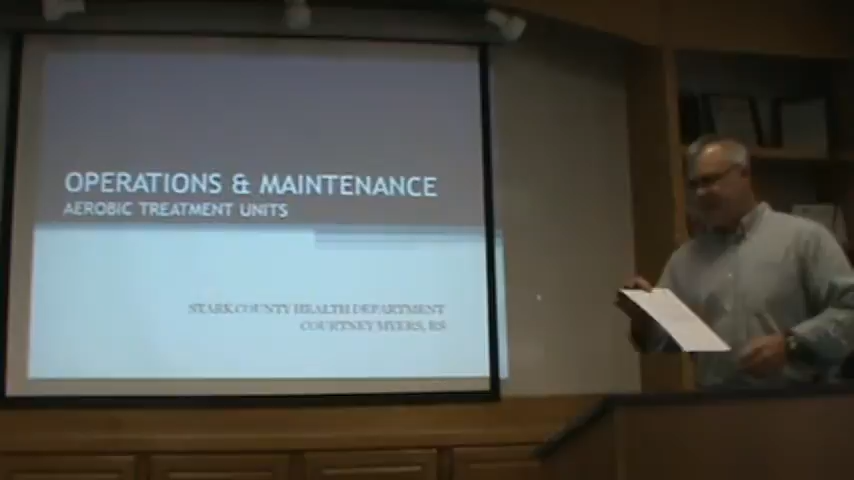 OPERATIONS & MAINTENANCE
AEROBIC TREATMENT UNITS
STARK COUNTY HEALTH DEPARTMENT
COURTNEY MYERS, RS